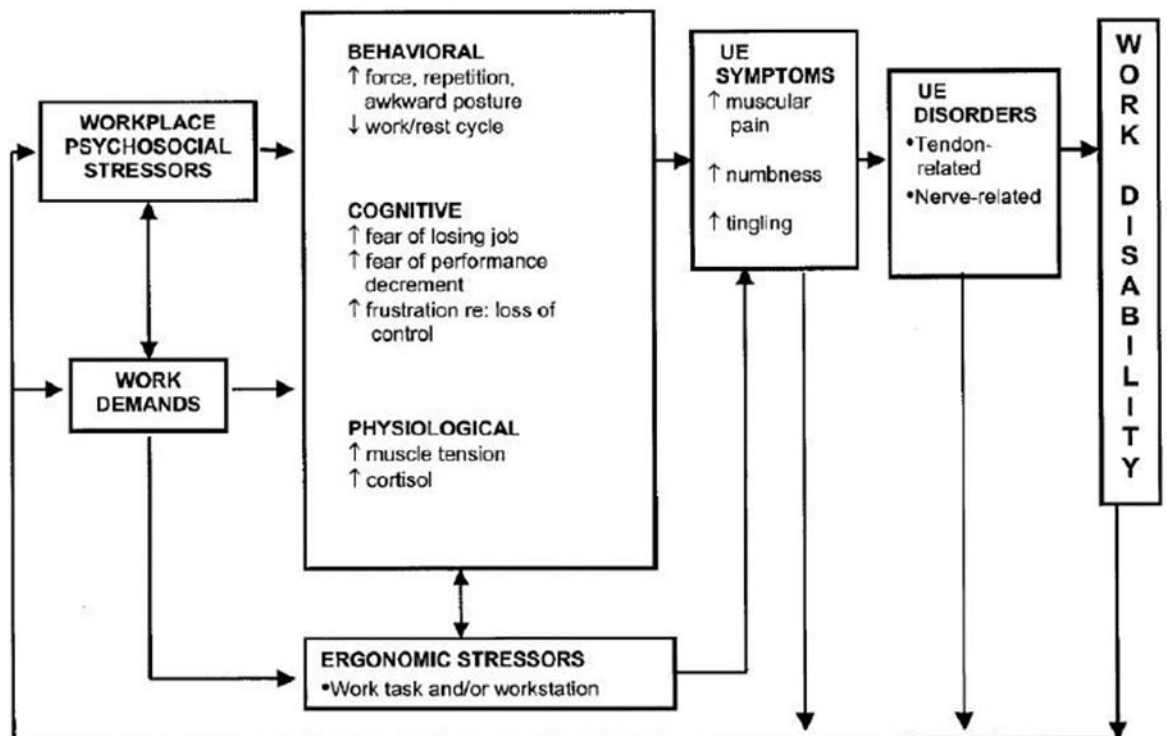 WORKPLACE
PSYCHOSOCIAL
STRESSORS
WORK
DEMANDS
BEHAVIORAL
↑ force, repetition,
awkward posture
↓ work/rest cycle
COGNITIVE
↑ fear of losing job
↑ fear of performance
decrement
↑ frustration re: loss of
control
PHYSIOLOGICAL
↑ muscle tension
↑ cortisol
ERGONOMIC STRESSORS
•Work task and/or workstation
UE
SYMPTOMS
↑ muscular
pain
↑ numbness
↑ tingling
UE
DISORDERS
•Tendon-
related
•Nerve-related
WORK DISABILITY